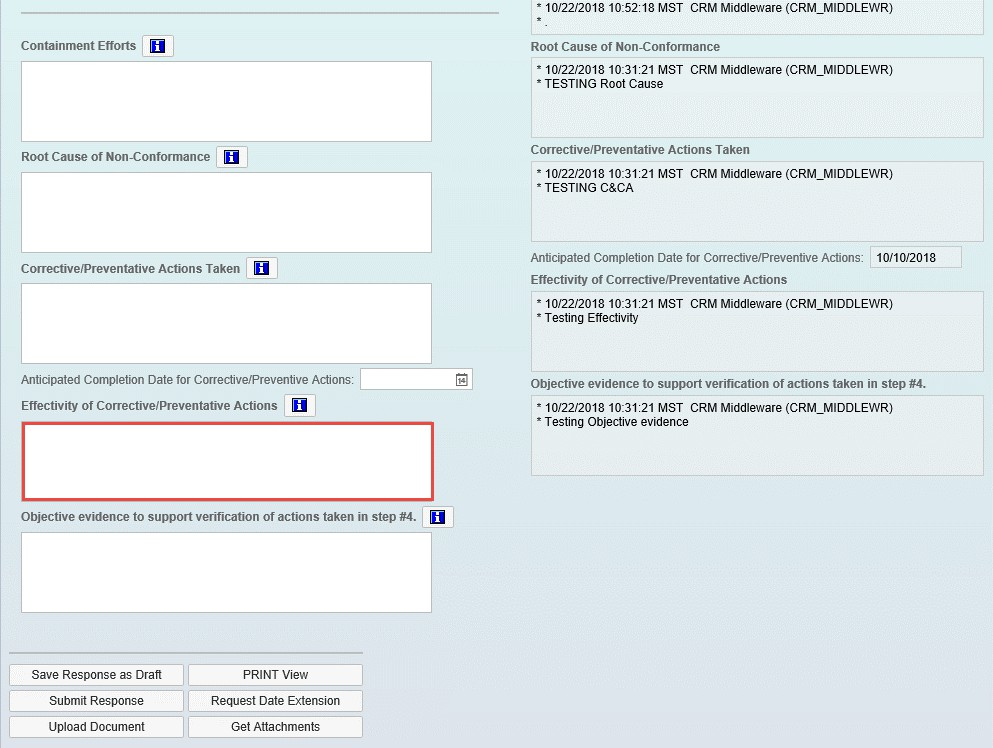 Containment Efforts
Root Cause of Non-Conformance
Corrective/Preventative Actions Taken
Anticipated Completion Date for Corrective/Preventive Actions:
14
Effectivity of Corrective/Preventative Actions
Objective evidence to support verification of actions taken in step #4.
Save Response as Draft
PRINT View
Submit Response
Request Date Extension
Upload Document
Get Attachments
* 10/22/2018 10:52:18 MST  CRM Middleware (CRM_MIDDLEWR)
* .
Root Cause of Non-Conformance
* 10/22/2018 10:31:21 MST  CRM Middleware (CRM_MIDDLEWR)
* TESTING Root Cause
Corrective/Preventative Actions Taken
* 10/22/2018 10:31:21 MST  CRM Middleware (CRM_MIDDLEWR)
* TESTING C&CA
Anticipated Completion Date for Corrective/Preventive Actions: 10/10/2018
Effectivity of Corrective/Preventative Actions
* 10/22/2018 10:31:21 MST  CRM Middleware (CRM_MIDDLEWR)
* Testing Effectivity
Objective evidence to support verification of actions taken in step #4.
* 10/22/2018 10:31:21 MST  CRM Middleware (CRM_MIDDLEWR)
* Testing Objective evidence